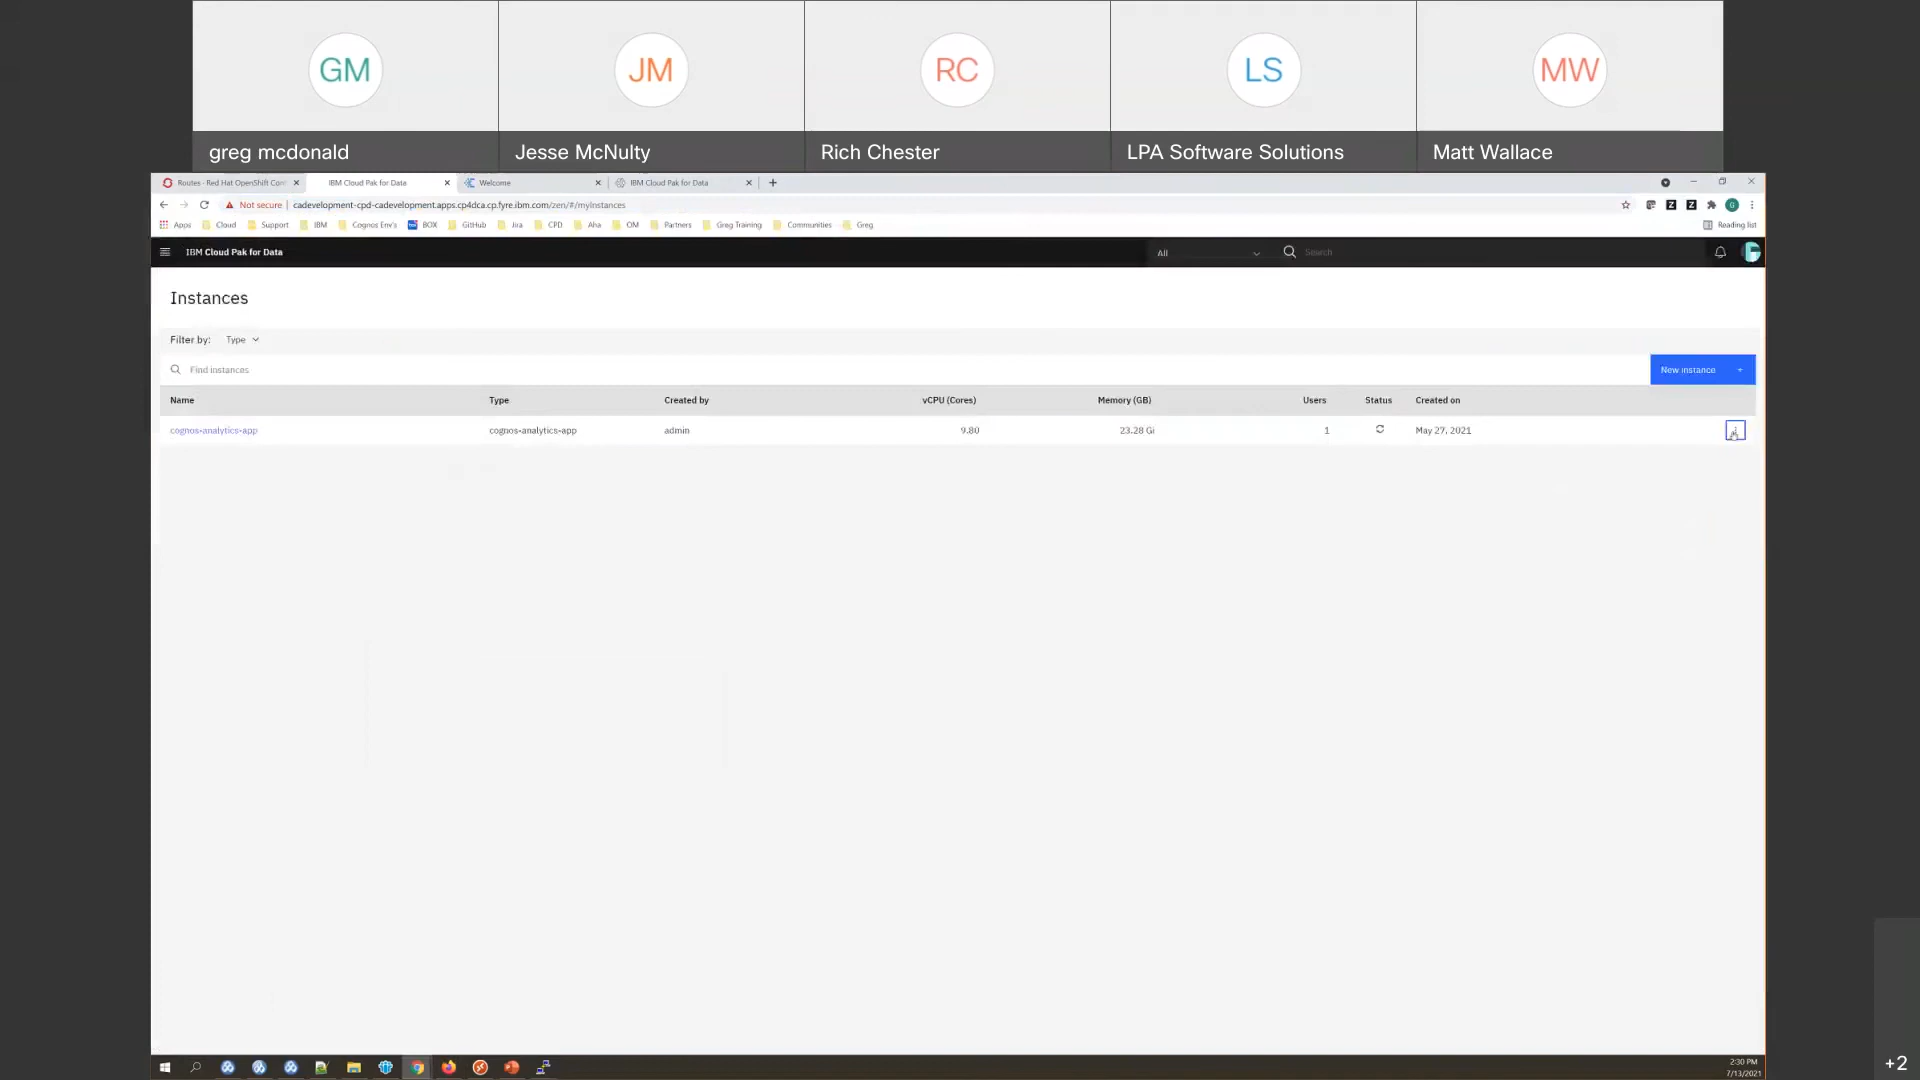 GM
JM
RC
LS
MW
greg mcdonald
Jesse McNulty
Rich Chester
LPA Software Solutions
Matt Wallace
Routes - Red Hat OpenShift Con
IBM Cloud Pak for Data
Welcome
IBM Cloud Pak for Data
Not secure
cadevelopment-cpd-cadevelopment.apps.cp4dca.cp.fyre.ibm.com/zen/#/myInstances
Apps
Cloud
Support
IBM
Cognos Env's
BOX
GitHub
Jira
CPD
Aha
OM
Partners
Greg Training
Communities
Greg
Reading list
IBM Cloud Pak for Data
All
Search
Instances
Filter by: Type
Find instances
New instance +
Name Type Created by vCPU (Cores) Memory (GB) Users Status Created on
cognos-analytics-app cognos-analytics-app admin 9.80 23.28 Gi 1 May 27, 2021
2:30 PM
7/13/2021
+2